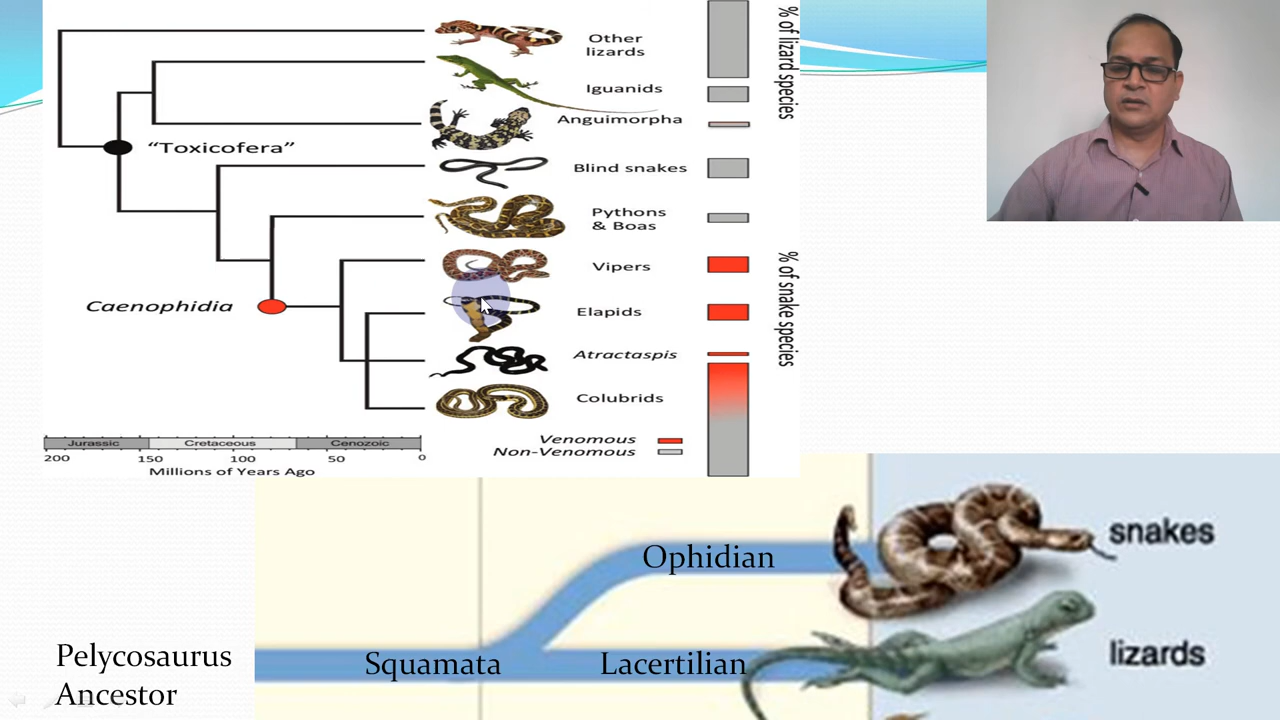 Other
lizards
Iguanids
Anguimorpha
"Toxicofera"
Blind snakes
Pythons
& Boas
Vipers
Caenophidia
Elapids
Atractaspis
Colubrids
Venomous
Non-Venomous
% of lizard species
% of snake species
Jurassic Cretaceous Cenozoic
200 150 100 50 0
Millions of Years Ago
snakes
Ophidian
Pelycosaurus
Ancestor
Squamata
Lacertilian
lizards